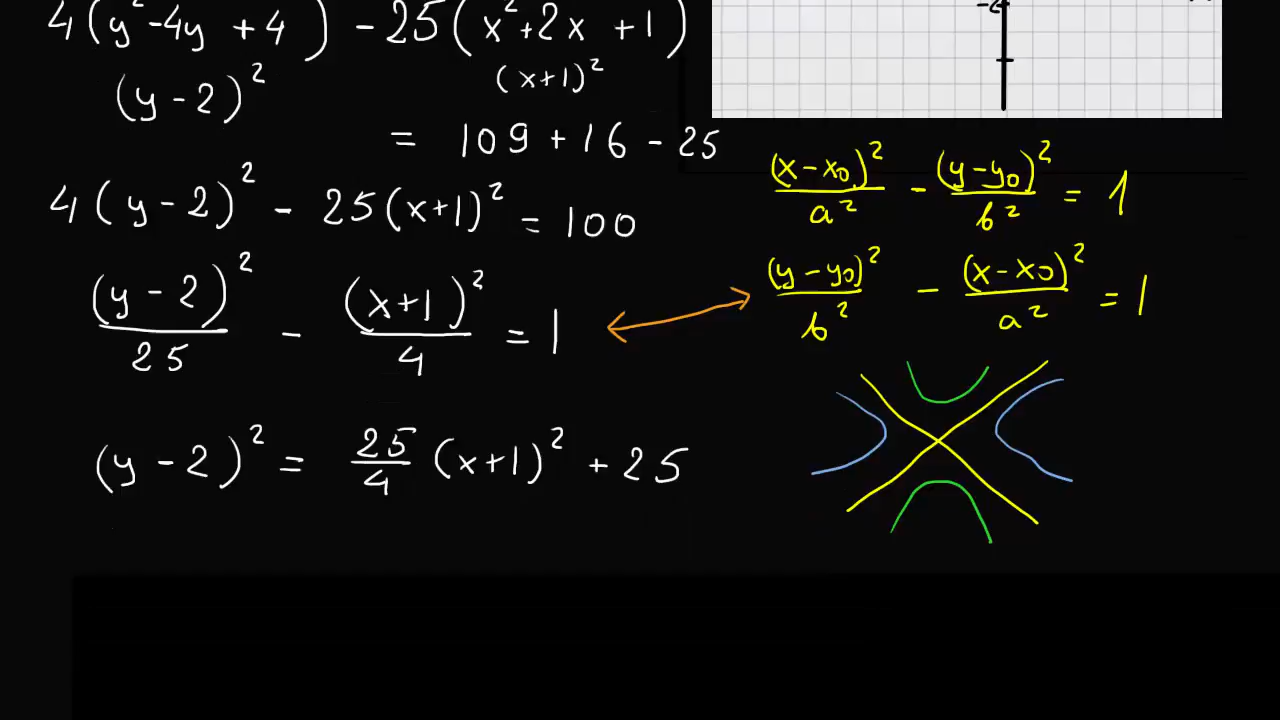 4(y²-4y+4) - 25(x²+2x+1)
(y-2)² (x+1)²
= 109+16-25
4(y-2)² - 25(x+1)² = 100
(y-2)²/25 - (x+1)²/4 = 1
(y-2)² = 25/4 (x+1)² + 25
(x-x₀)²/a² - (y-y₀)²/b² = 1
(y-y₀)²/b² - (x-x₀)²/a² = 1